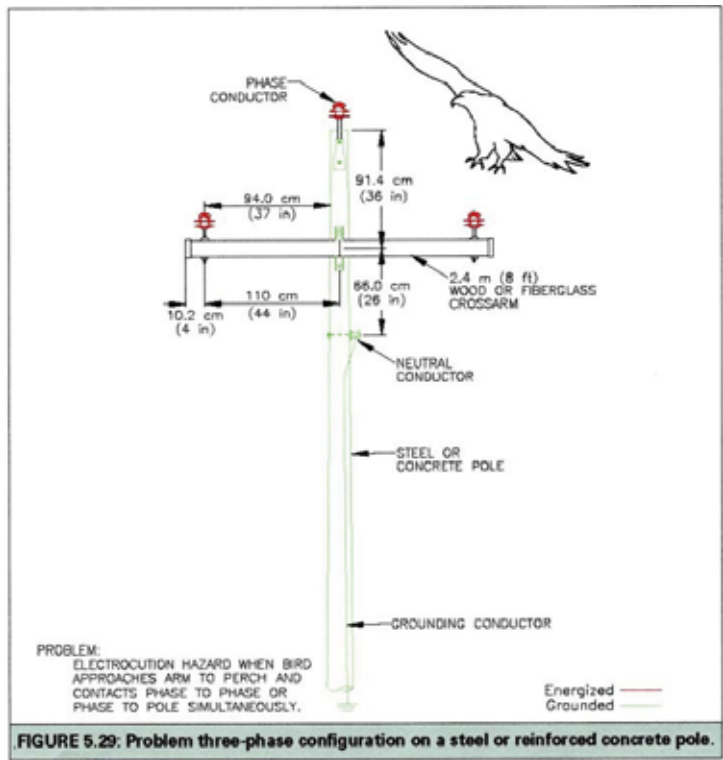 PHASE
CONDUCTOR
91.4 cm
(36 in)
94.0 cm
(37 in)
2.4 m (8 ft)
WOOD OR FIBERGLASS
CROSSARM
66.0 cm
(26 in)
110 cm
(44 in)
10.2 cm
(4 in)
NEUTRAL
CONDUCTOR
STEEL OR
CONCRETE POLE
GROUNDING CONDUCTOR
PROBLEM:
ELECTROCUTION HAZARD WHEN BIRD
APPROACHES ARM TO PERCH AND
CONTACTS PHASE TO PHASE OR
PHASE TO POLE SIMULTANEOUSLY.
Energized
Grounded
FIGURE 5.29: Problem three-phase configuration on a steel or reinforced concrete pole.